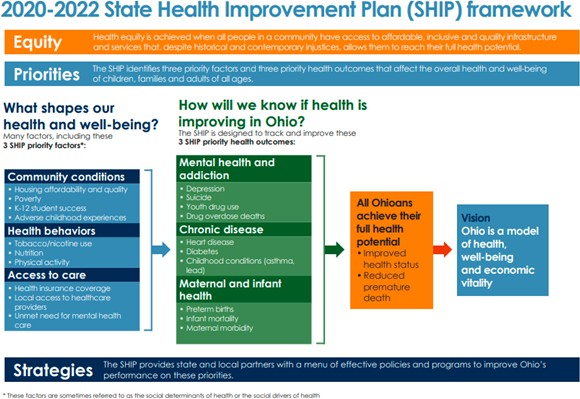 2020-2022 State Health Improvement Plan (SHIP) framework
Equity
Health equity is achieved when all people in a community have access to affordable, inclusive and quality infrastructure
and services that, despite historical and contemporary injustices, allows them to reach their full health potential.
Priorities
The SHIP identifies three priority factors and three priority health outcomes that affect the overall health and well-being
of children, families and adults of all ages.
What shapes our
health and well-being?
Many factors, including these
3 SHIP priority factors*:
Community conditions
• Housing affordability and quality
• Poverty
• K-12 student success
• Adverse childhood experiences
Health behaviors
• Tobacco/nicotine use
• Nutrition
• Physical activity
Access to care
• Health insurance coverage
• Local access to healthcare
providers
• Unmet need for mental health
care
How will we know if health is
improving in Ohio?
The SHIP is designed to track and improve these
3 SHIP priority health outcomes:
Mental health and
addiction
• Depression
• Suicide
• Youth drug use
• Drug overdose deaths
Chronic disease
• Heart disease
• Diabetes
• Childhood conditions (asthma,
lead)
Maternal and infant
health
• Preterm births
• Infant mortality
• Maternal morbidity
All Ohioans
achieve their
full health
potential
• Improved
health status
• Reduced
premature
death
Vision
Ohio is a model
of health,
well-being
and economic
vitality
Strategies
The SHIP provides state and local partners with a menu of effective policies and programs to improve Ohio's
performance on these priorities.
* These factors are sometimes referred to as the social determinants of health or the social drivers of health